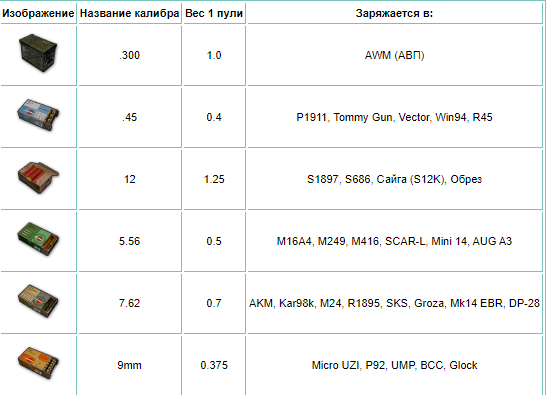 Изображение Название калибра Вес 1 пули Заряжается в:
.300 1.0 AWM (АВП)
.45 0.4 P1911, Tommy Gun, Vector, Win94, R45
12 1.25 S1897, S686, Сайга (S12K), Обрез
5.56 0.5 M16A4, M249, M416, SCAR-L, Mini 14, AUG A3
7.62 0.7 AKM, Kar98k, M24, R1895, SKS, Groza, Mk14 EBR, DP-28
9mm 0.375 Micro UZI, P92, UMP, ВСС, Glock